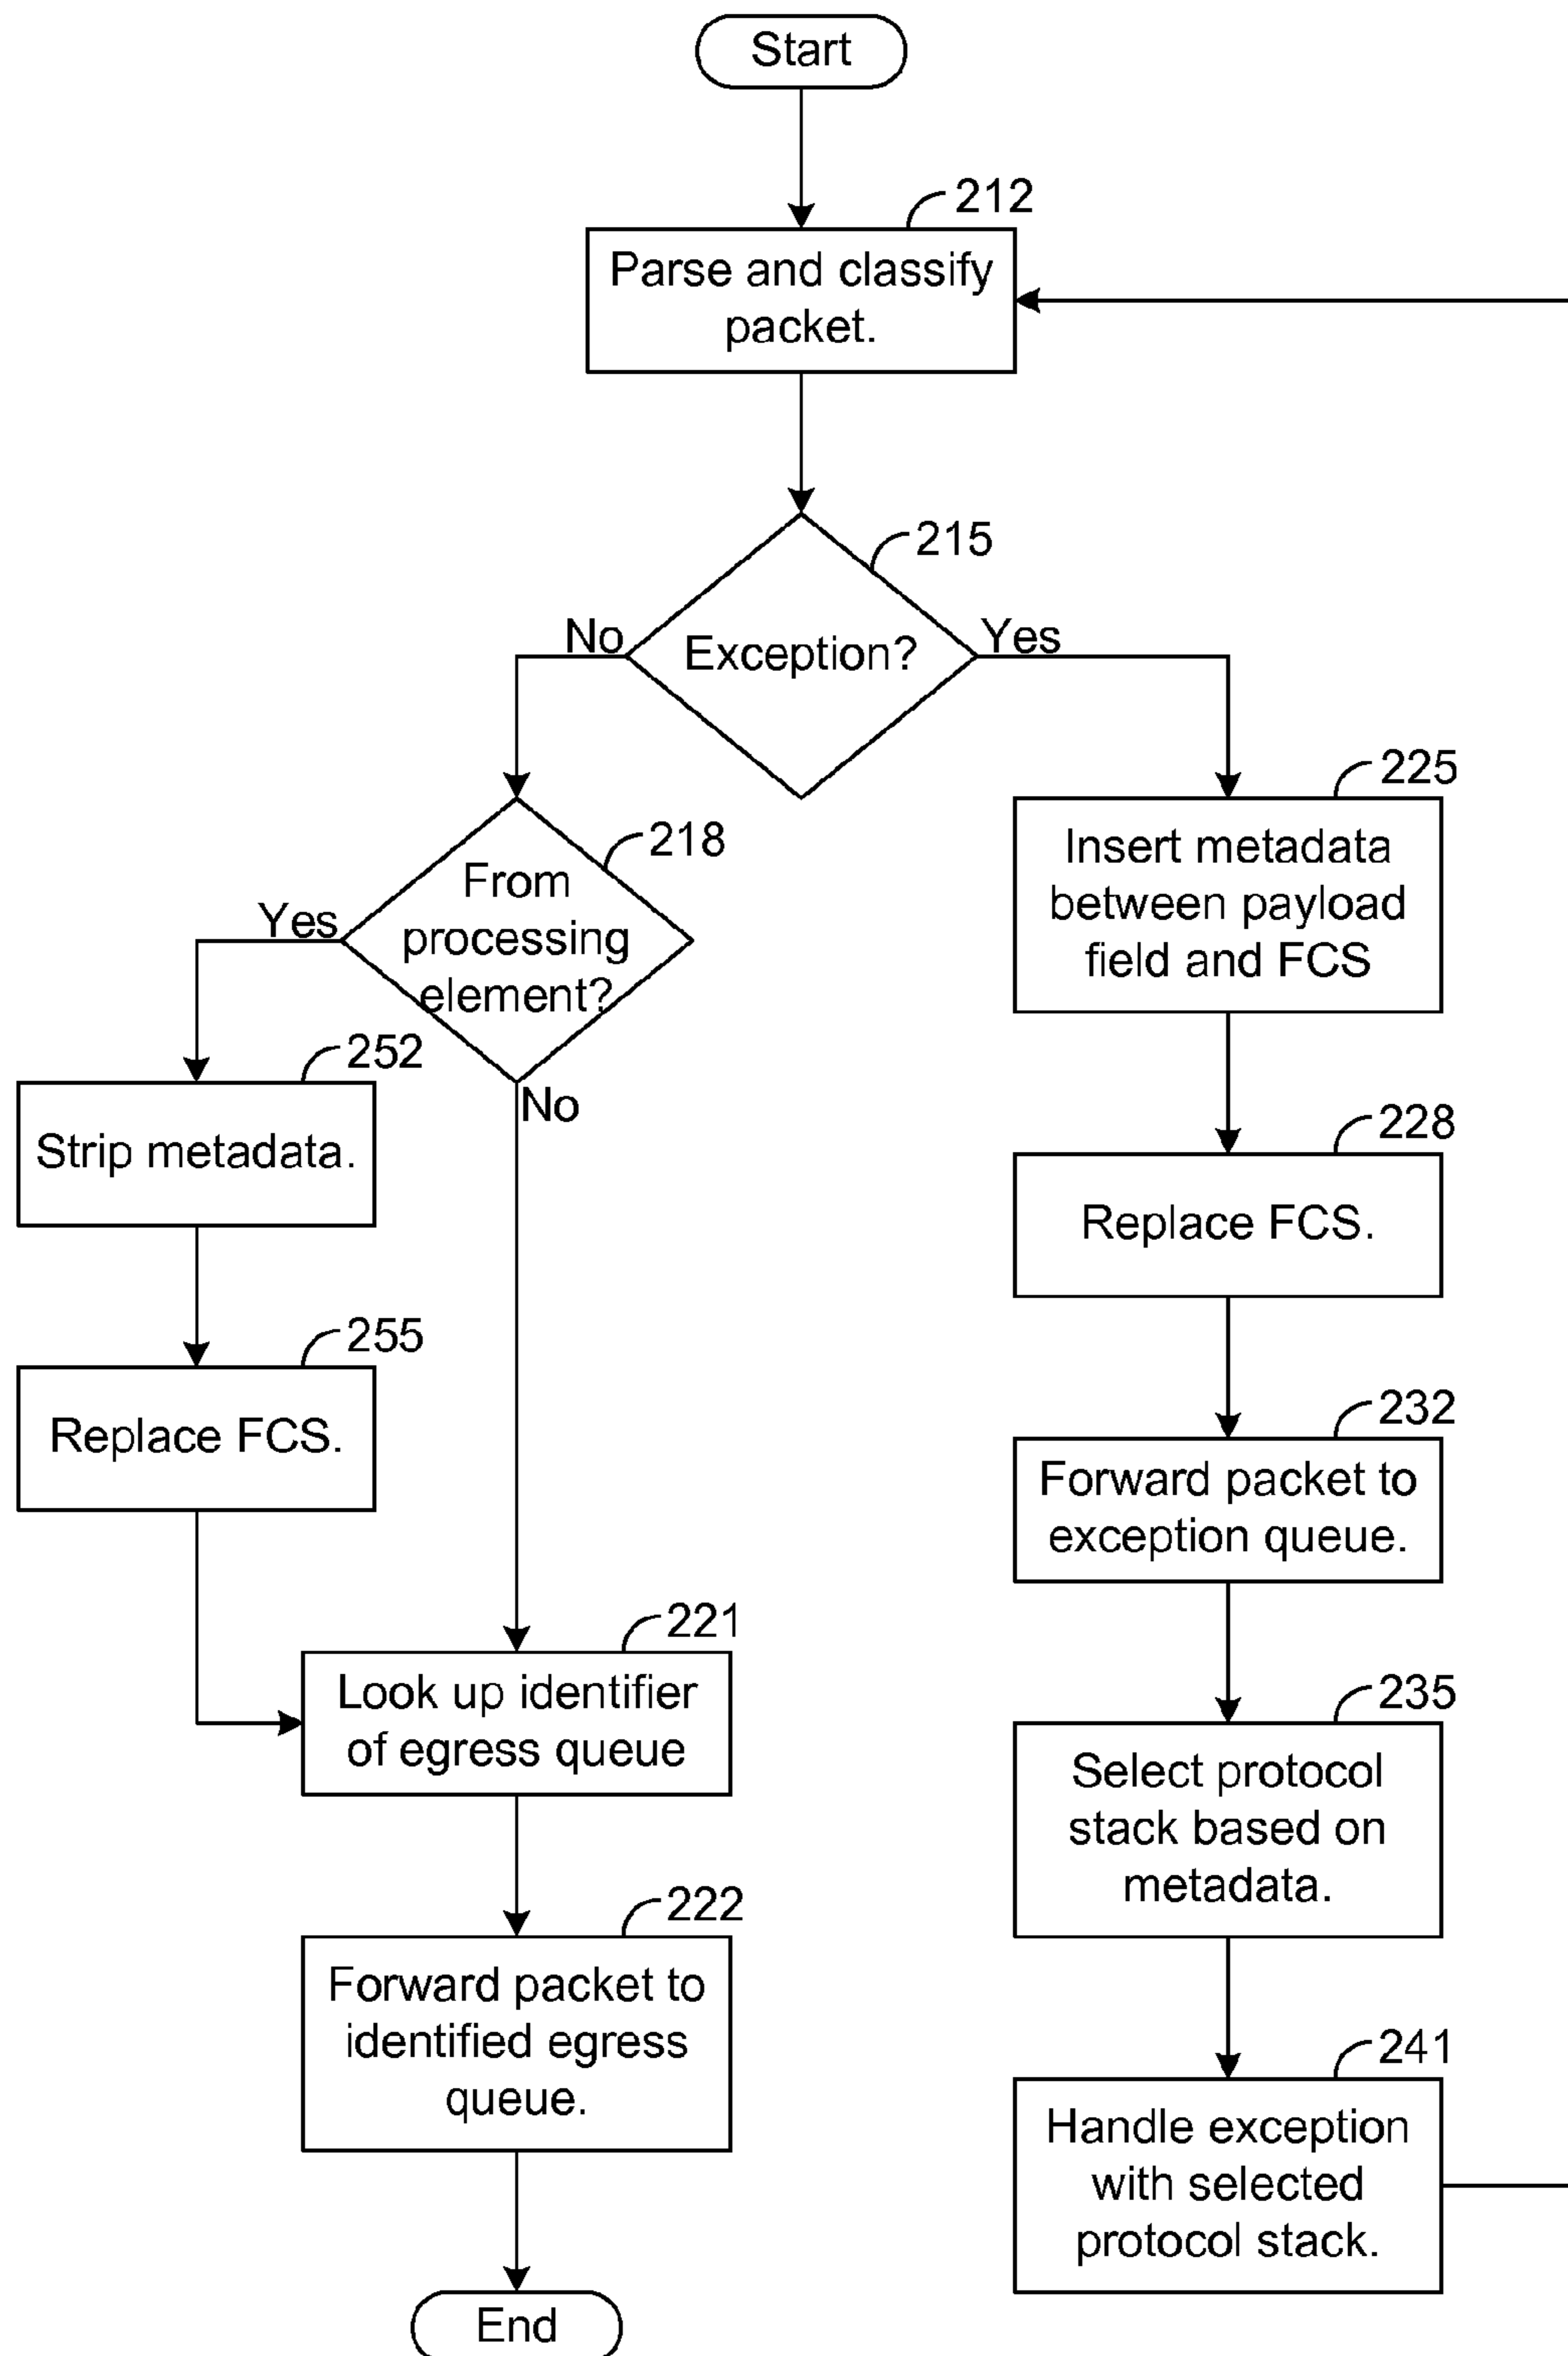 Start
212
Parse and classify
packet.
215
Exception?
No
Yes
218
From
processing
element?
Yes
No
225
Insert metadata
between payload
field and FCS
252
Strip metadata.
228
Replace FCS.
255
Replace FCS.
232
Forward packet to
exception queue.
221
Look up identifier
of egress queue
235
Select protocol
stack based on
metadata.
222
Forward packet to
identified egress
queue.
241
Handle exception
with selected
protocol stack.
End